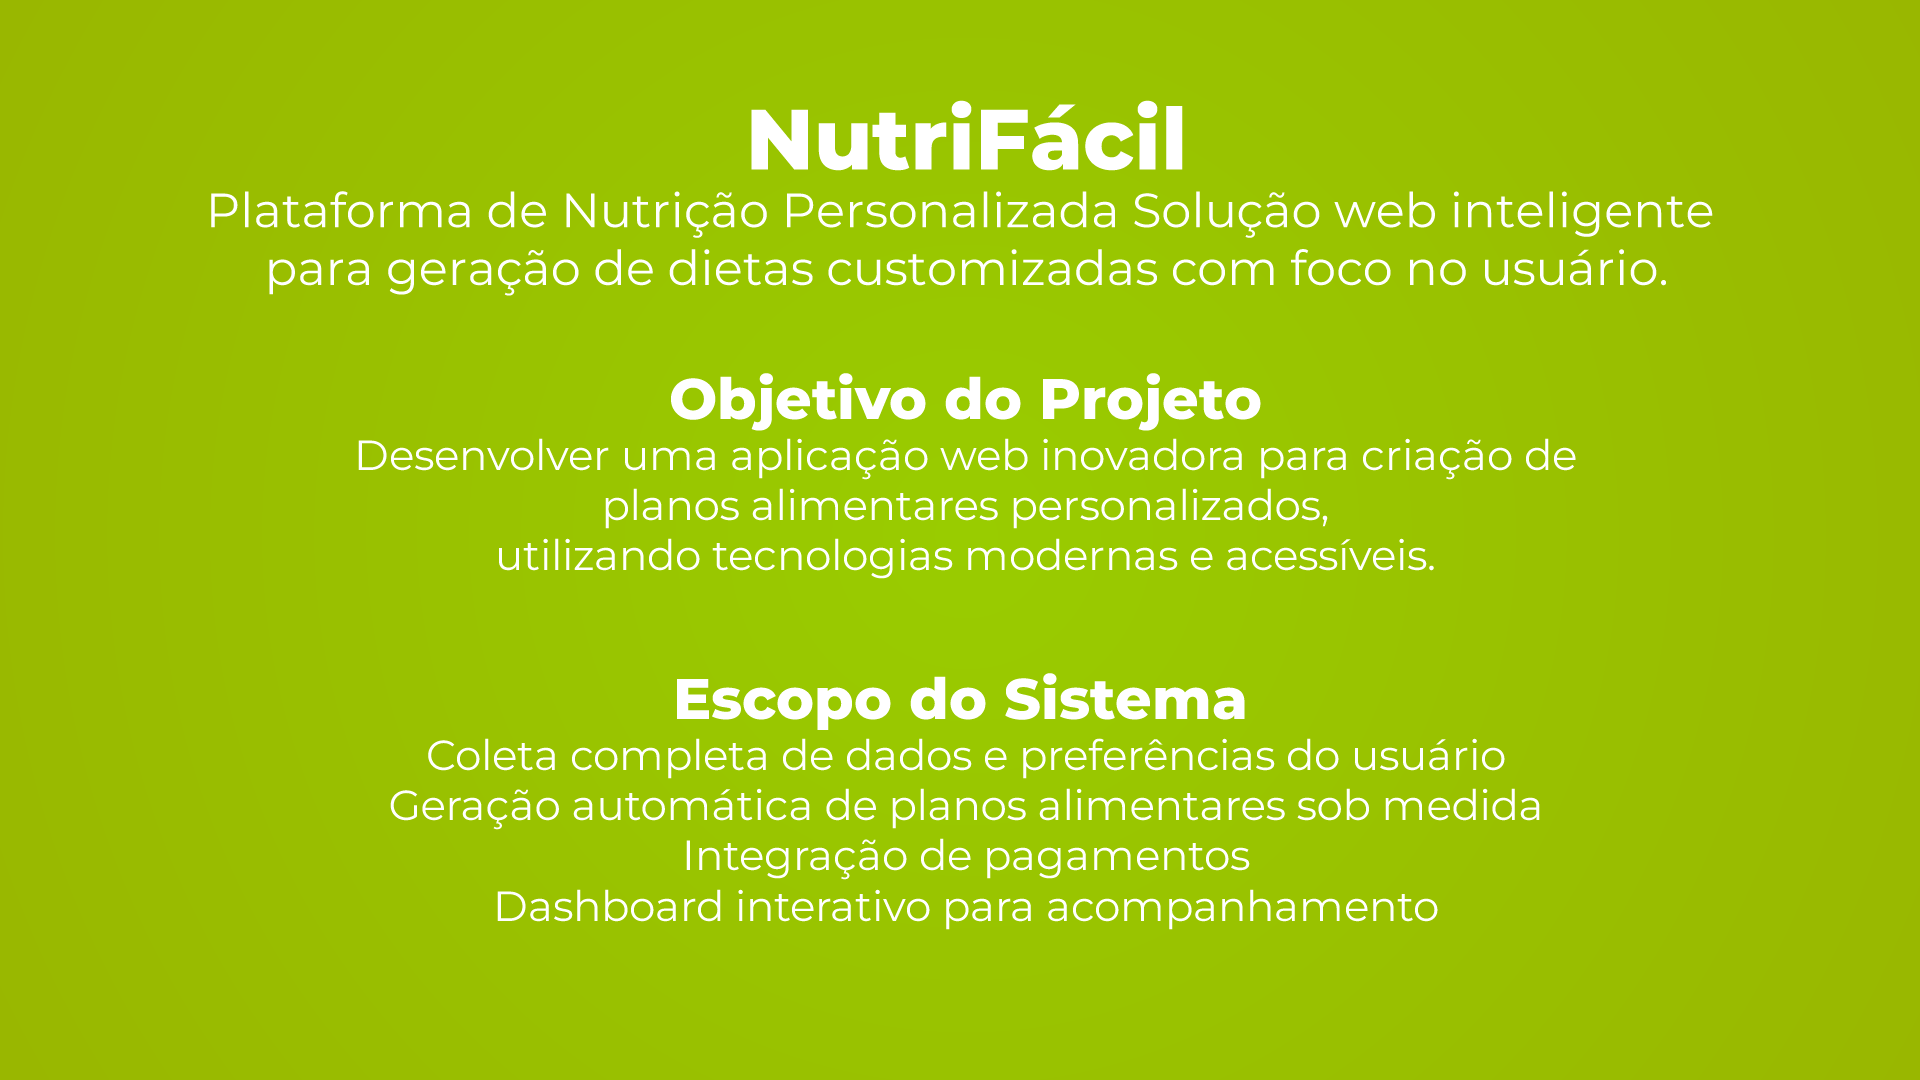 NutriFácil
Plataforma de Nutrição Personalizada Solução web inteligente
para geração de dietas customizadas com foco no usuário.
Objetivo do Projeto
Desenvolver uma aplicação web inovadora para criação de
planos alimentares personalizados,
utilizando tecnologias modernas e acessíveis.
Escopo do Sistema
Coleta completa de dados e preferências do usuário
Geração automática de planos alimentares sob medida
Integração de pagamentos
Dashboard interativo para acompanhamento